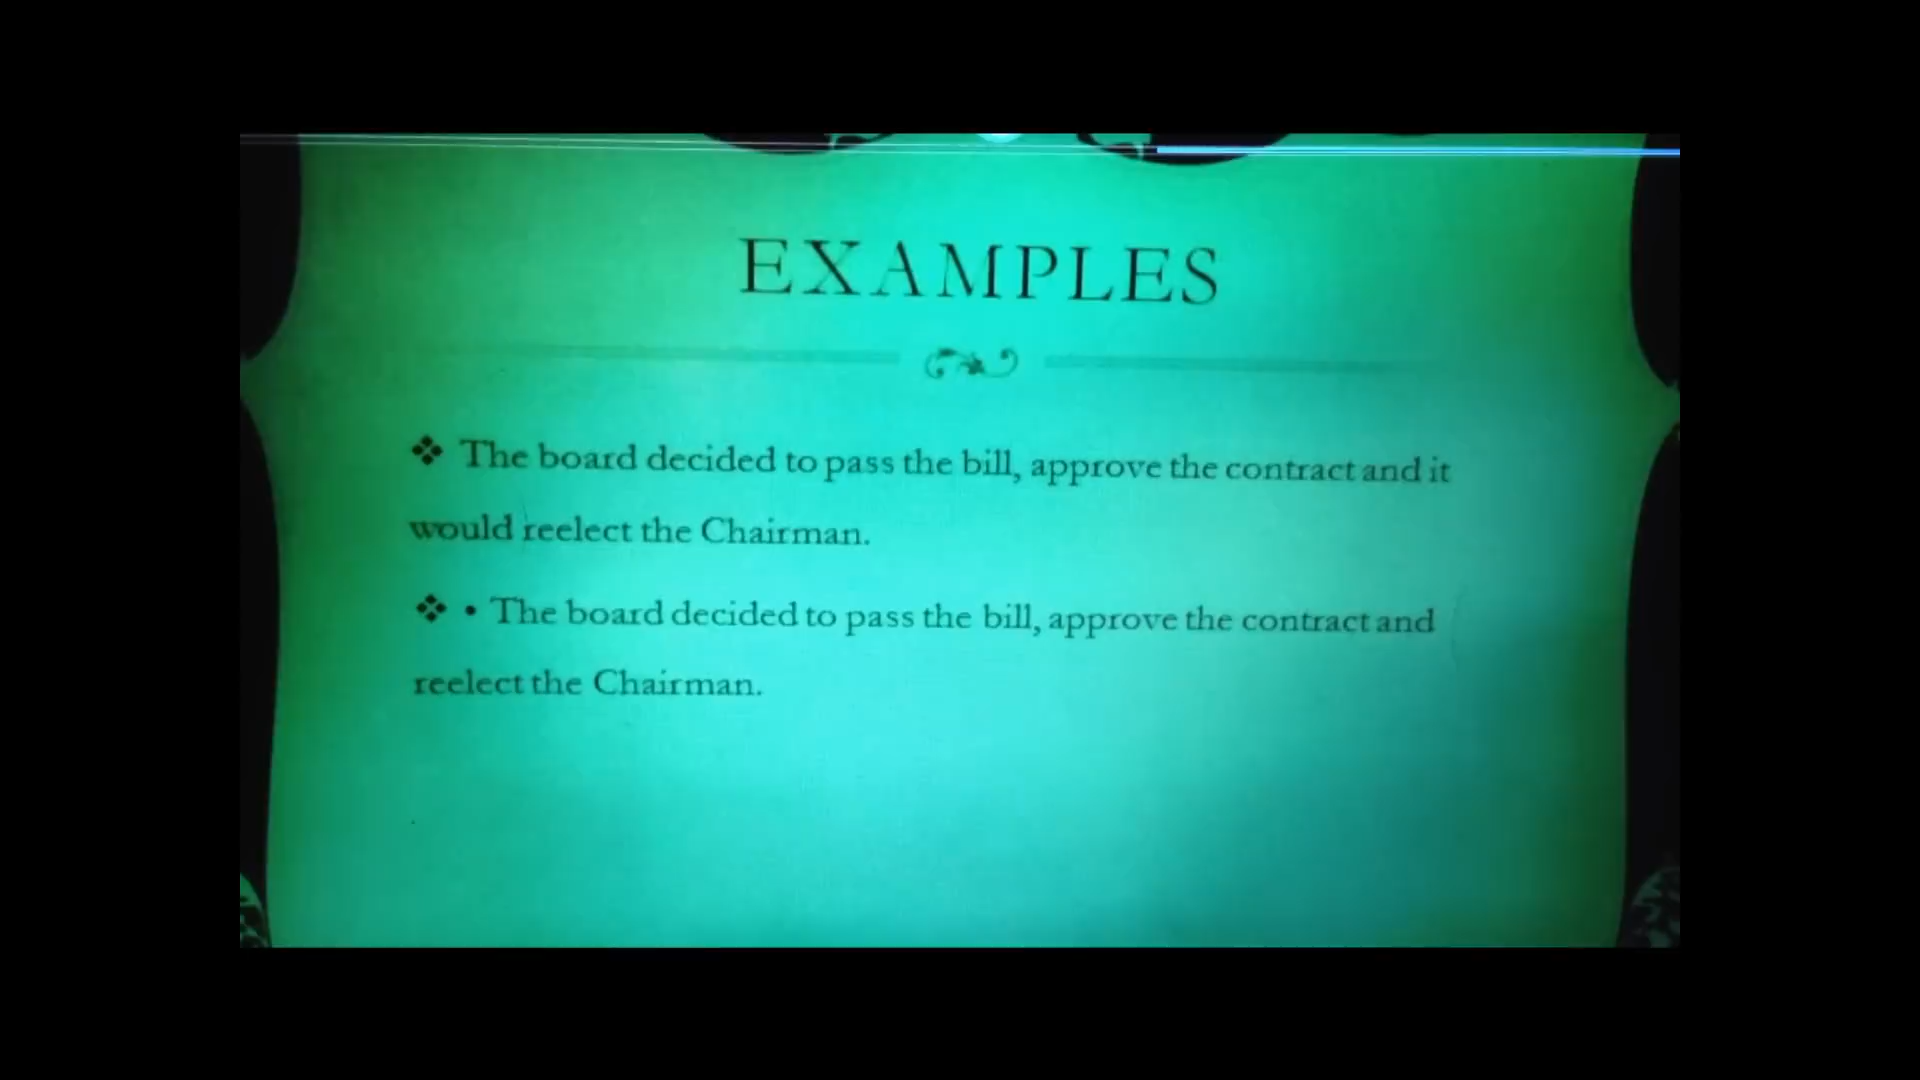 EXAMPLES
❖ The board decided to pass the bill, approve the contract and it
would reelect the Chairman.
❖ • The board decided to pass the bill, approve the contract and
reelect the Chairman.